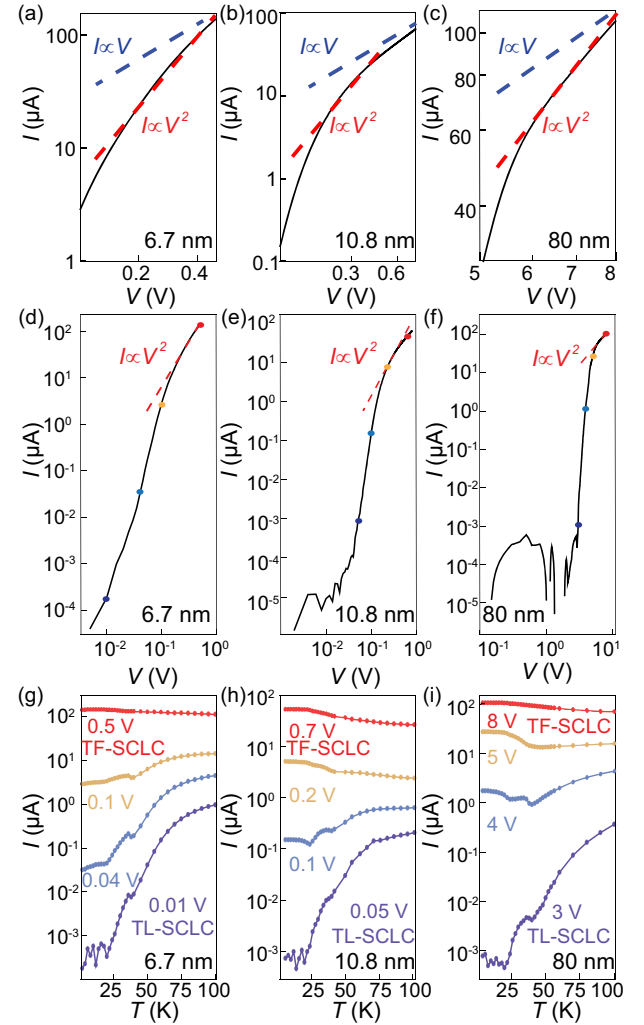 (a)
100
10
1
I∝V
I∝V²
6.7 nm
0.2
0.4
I (μA)
V (V)
(b)
100
10
1
0.1
I∝V
I∝V²
10.8 nm
0.3
0.6
I (μA)
V (V)
(c)
100
80
60
40
I∝V
I∝V²
80 nm
5
6
7
8
I (μA)
V (V)
(d)
10²
10¹
10⁰
10⁻¹
10⁻²
10⁻³
10⁻⁴
I∝V²
6.7 nm
10⁻²
10⁻¹
10⁰
I (μA)
V (V)
(e)
10²
10¹
10⁰
10⁻¹
10⁻²
10⁻³
10⁻⁴
10⁻⁵
I∝V²
10.8 nm
10⁻²
10⁻¹
10⁰
I (μA)
V (V)
(f)
10²
10¹
10⁰
10⁻¹
10⁻²
10⁻³
10⁻⁴
10⁻⁵
I∝V²
80 nm
10⁻¹
10⁰
10¹
I (μA)
V (V)
(g)
10²
10¹
10⁰
10⁻¹
10⁻²
10⁻³
0.5 V
TF-SCLC
0.1 V
0.04 V
0.01 V
TL-SCLC
6.7 nm
25
50
75
100
I (μA)
T (K)
(h)
10²
10¹
10⁰
10⁻¹
10⁻²
10⁻³
0.7 V
TF-SCLC
0.2 V
0.1 V
0.05 V
TL-SCLC
10.8 nm
25
50
75
100
I (μA)
T (K)
(i)
10²
10¹
10⁰
10⁻¹
10⁻²
10⁻³
8 V
TF-SCLC
5 V
4 V
3 V
TL-SCLC
80 nm
25
50
75
100
I (μA)
T (K)